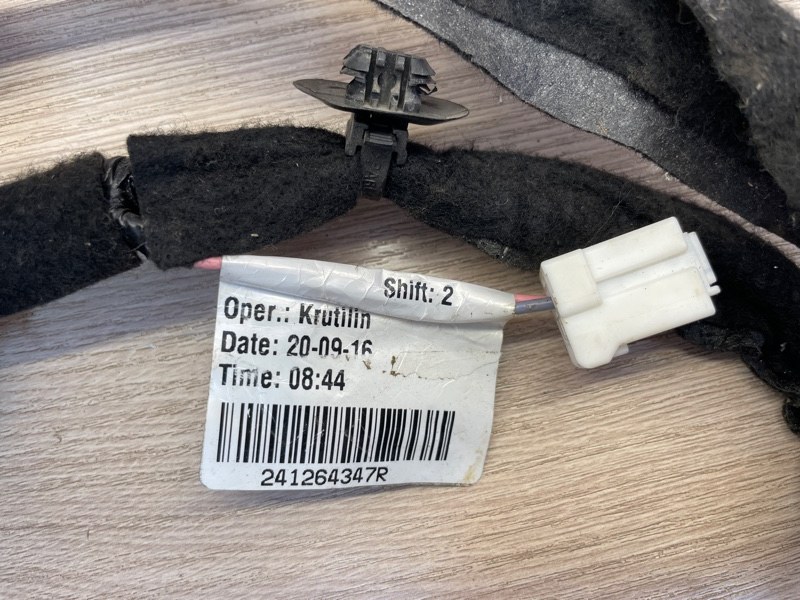 Shift: 2
Oper.: Krutilin
Date: 20-09-16
Time: 08:44
241264347R